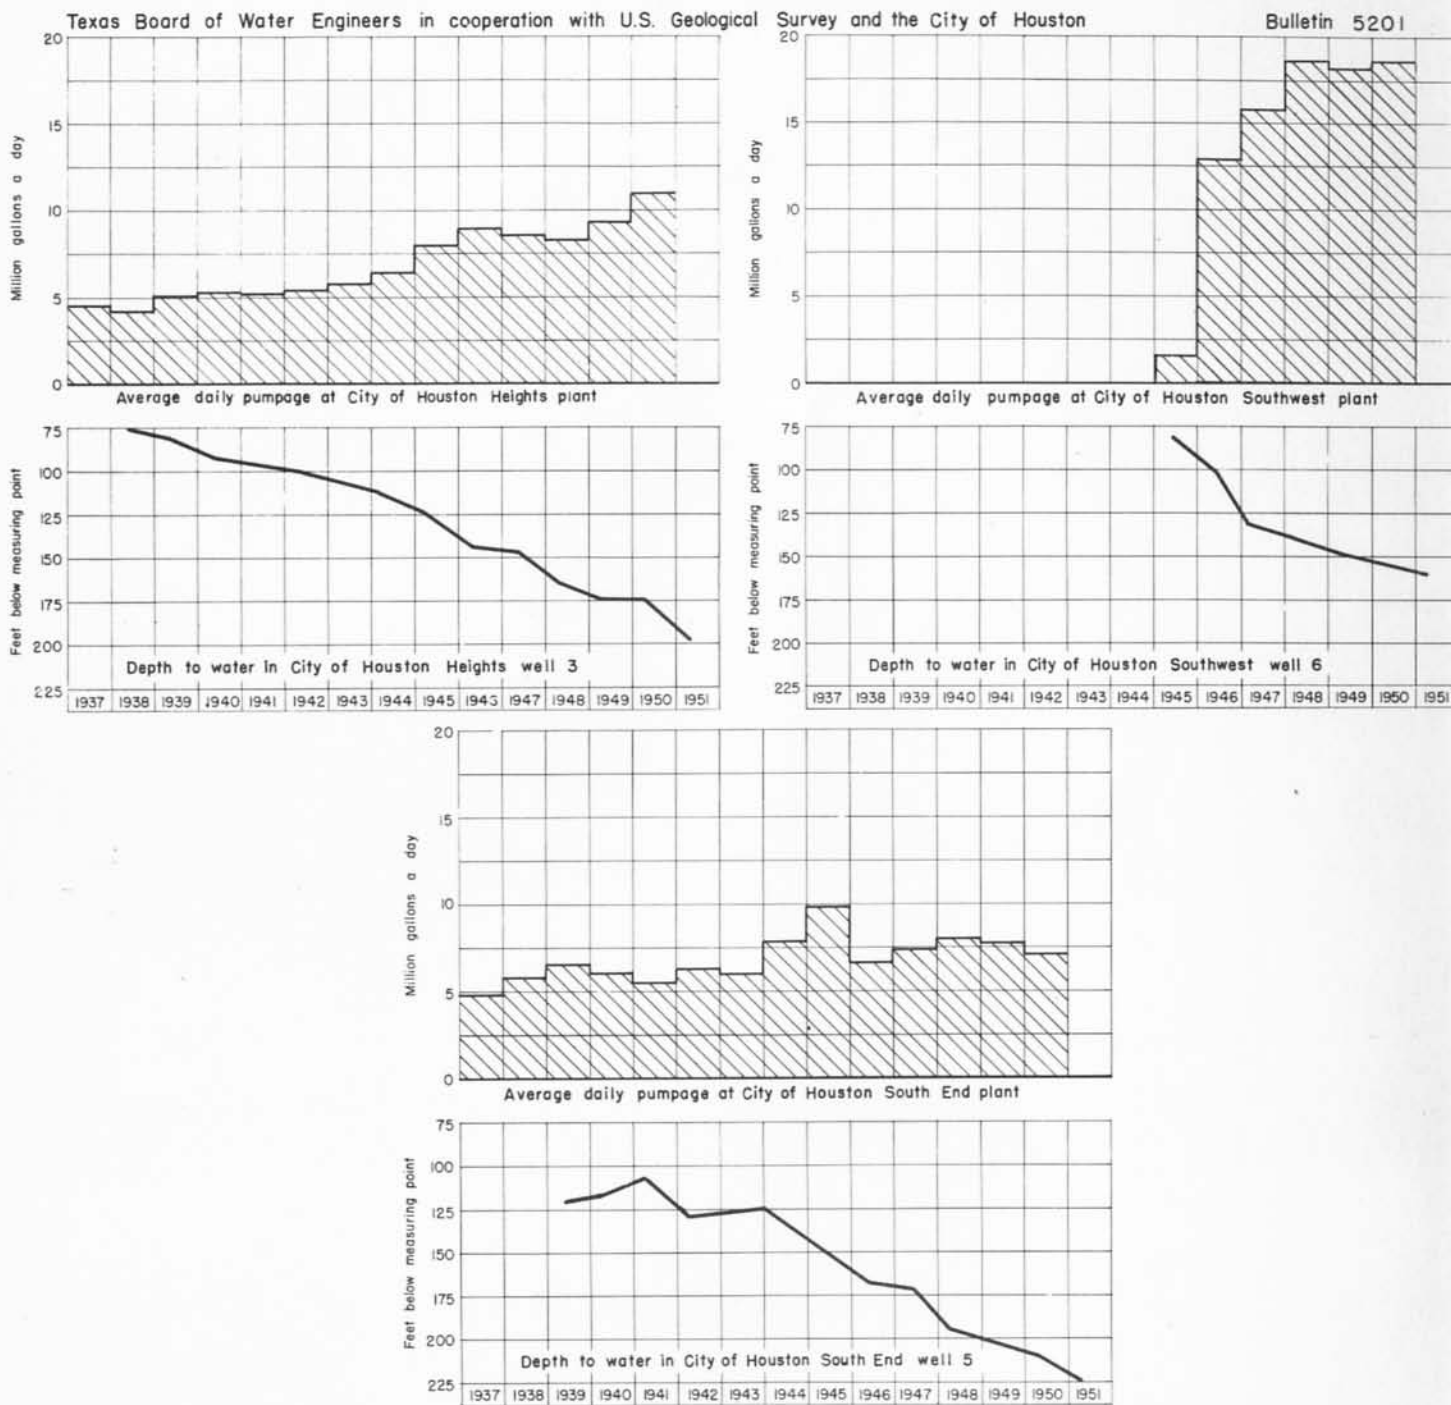 Texas Board of Water Engineers in cooperation with U.S. Geological Survey and the City of Houston Bulletin 5201
20
15
10
5
0
Million gallons a day
Average daily pumpage at City of Houston Heights plant
75
100
125
150
175
200
225
Feet below measuring point
Depth to water in City of Houston Heights well 3
1937 1938 1939 1940 1941 1942 1943 1944 1945 1946 1947 1948 1949 1950 1951
20
15
10
5
0
Million gallons a day
Average daily pumpage at City of Houston Southwest plant
75
100
125
150
175
200
225
Feet below measuring point
Depth to water in City of Houston Southwest well 6
1937 1938 1939 1940 1941 1942 1943 1944 1945 1946 1947 1948 1949 1950 1951
20
15
10
5
0
Million gallons a day
Average daily pumpage at City of Houston South End plant
75
100
125
150
175
200
225
Feet below measuring point
Depth to water in City of Houston South End well 5
1937 1938 1939 1940 1941 1942 1943 1944 1945 1946 1947 1948 1949 1950 1951